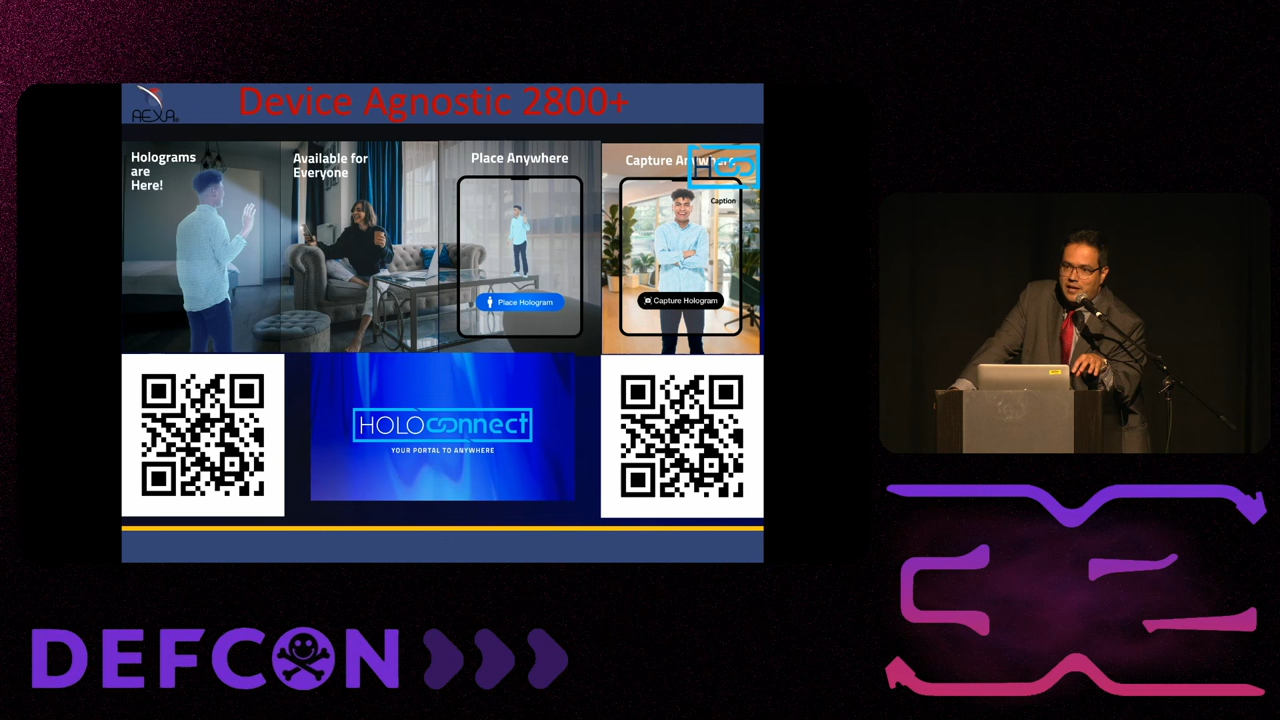 AEXA
Device Agnostic 2800+
Holograms
are
Here!
Available for
Everyone
Place Anywhere
Capture Anywhere
Caption
Place Hologram
Capture Hologram
HOLOconnect
YOUR PORTAL TO ANYWHERE
DEFCON